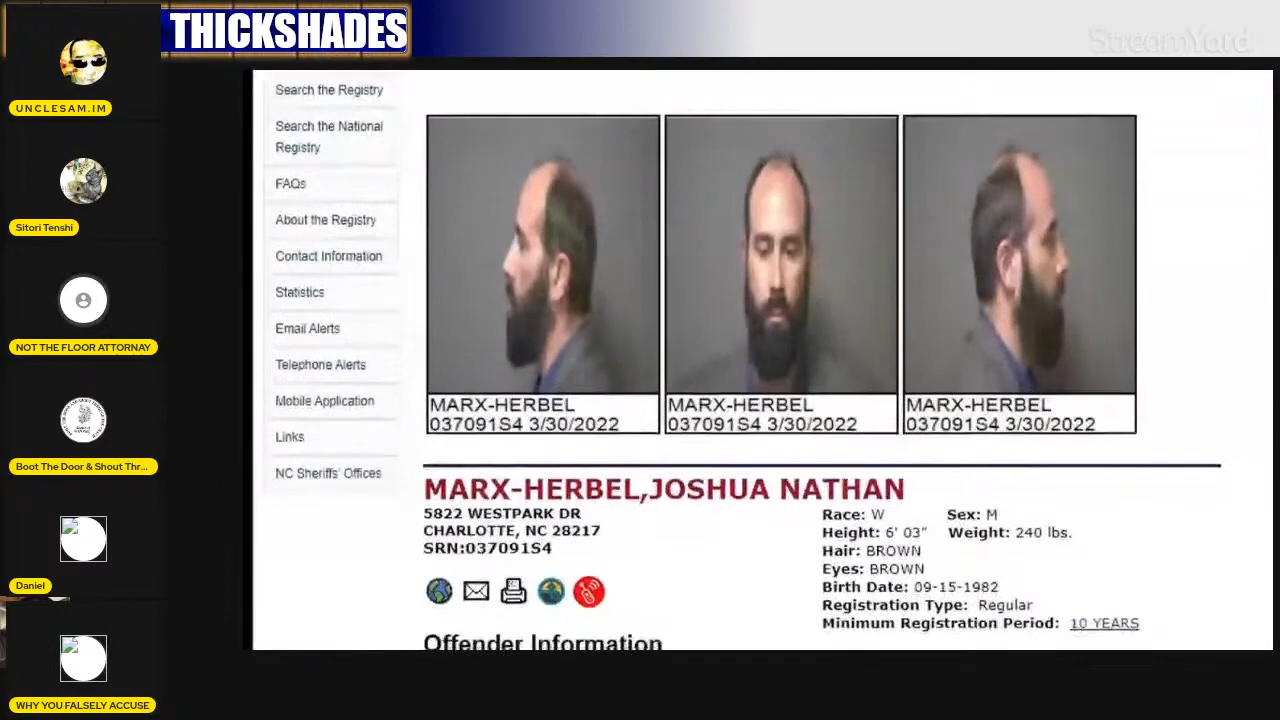 THICKSHADES
StreamYard
UNCLESAM.IM
Sitori Tenshi
NOT THE FLOOR ATTORNAY
Boot The Door & Shout Thr...
Daniel
WHY YOU FALSELY ACCUSE
Search the Registry
Search the National
Registry
FAQs
About the Registry
Contact Information
Statistics
Email Alerts
Telephone Alerts
Mobile Application
Links
NC Sheriffs' Offices
MARX-HERBEL
037091S4 3/30/2022
MARX-HERBEL
037091S4 3/30/2022
MARX-HERBEL
037091S4 3/30/2022
MARX-HERBEL,JOSHUA NATHAN
5822 WESTPARK DR
CHARLOTTE, NC 28217
SRN:037091S4
Race: W Sex: M
Height: 6' 03" Weight: 240 lbs.
Hair: BROWN
Eyes: BROWN
Birth Date: 09-15-1982
Registration Type: Regular
Minimum Registration Period: 10 YEARS
Offender Information